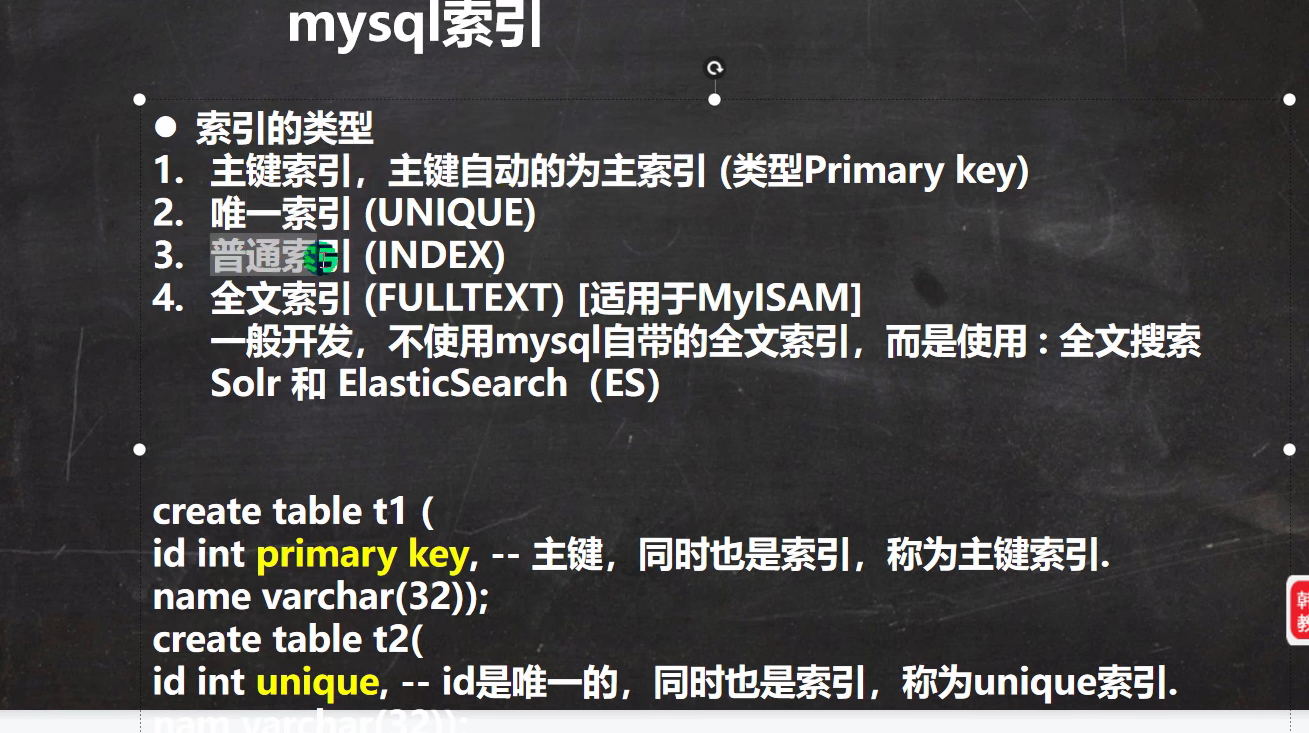 mysql索引
● 索引的类型
1. 主键索引，主键自动的为主索引 (类型Primary key)
2. 唯一索引 (UNIQUE)
3. 普通索引 (INDEX)
4. 全文索引 (FULLTEXT) [适用于MyISAM]
一般开发，不使用mysql自带的全文索引，而是使用：全文搜索
Solr 和 ElasticSearch（ES）
create table t1 (
id int primary key, -- 主键，同时也是索引，称为主键索引.
name varchar(32));
create table t2(
id int unique, -- id是唯一的，同时也是索引，称为unique索引.
nam varchar(32));